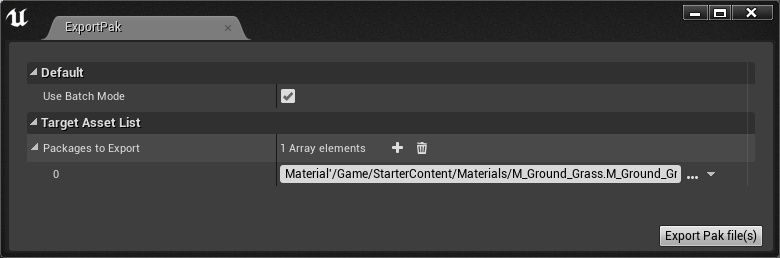 ExportPak
Default
Use Batch Mode
Target Asset List
Packages to Export 1 Array elements
0 Material'/Game/StarterContent/Materials/M_Ground_Grass.M_Ground_Gr
Export Pak file(s)